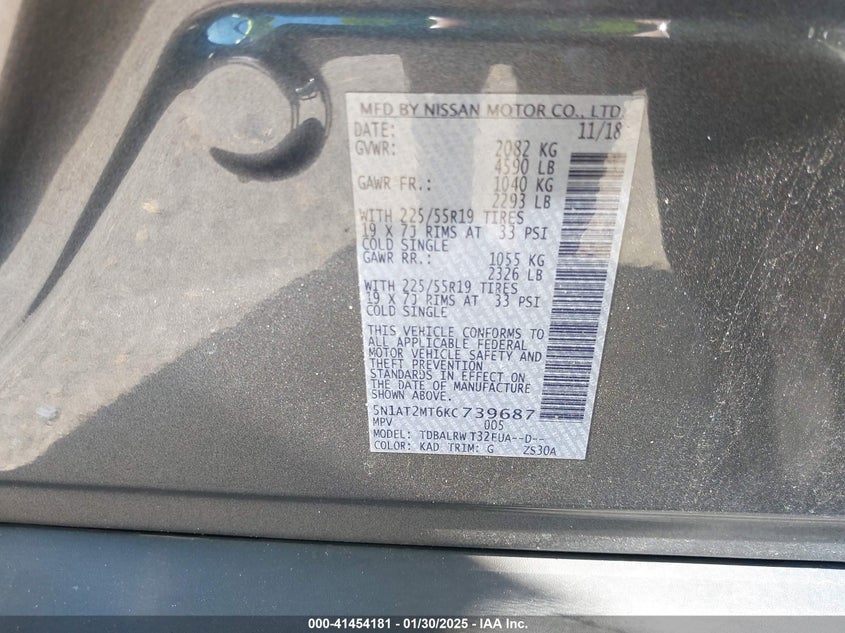 MFD BY NISSAN MOTOR CO., LTD.
DATE: 11/18
GVWR: 2082 KG
4590 LB
GAWR FR.: 1040 KG
2293 LB
WITH 225/55R19 TIRES
19 X 7J RIMS AT 33 PSI
COLD SINGLE
GAWR RR.: 1055 KG
2326 LB
WITH 225/55R19 TIRES
19 X 7J RIMS AT 33 PSI
COLD SINGLE
THIS VEHICLE CONFORMS TO
ALL APPLICABLE FEDERAL
MOTOR VEHICLE SAFETY AND
THEFT PREVENTION
STANDARDS IN EFFECT ON
THE DATE OF MANUFACTURE
SHOWN ABOVE.
5N1AT2MT6KC739687
MPV 005
MODEL: TDBALRW T32EUA--D--
COLOR: KAD TRIM: G ZS30A
000-41454181 - 01/30/2025 - IAA Inc.